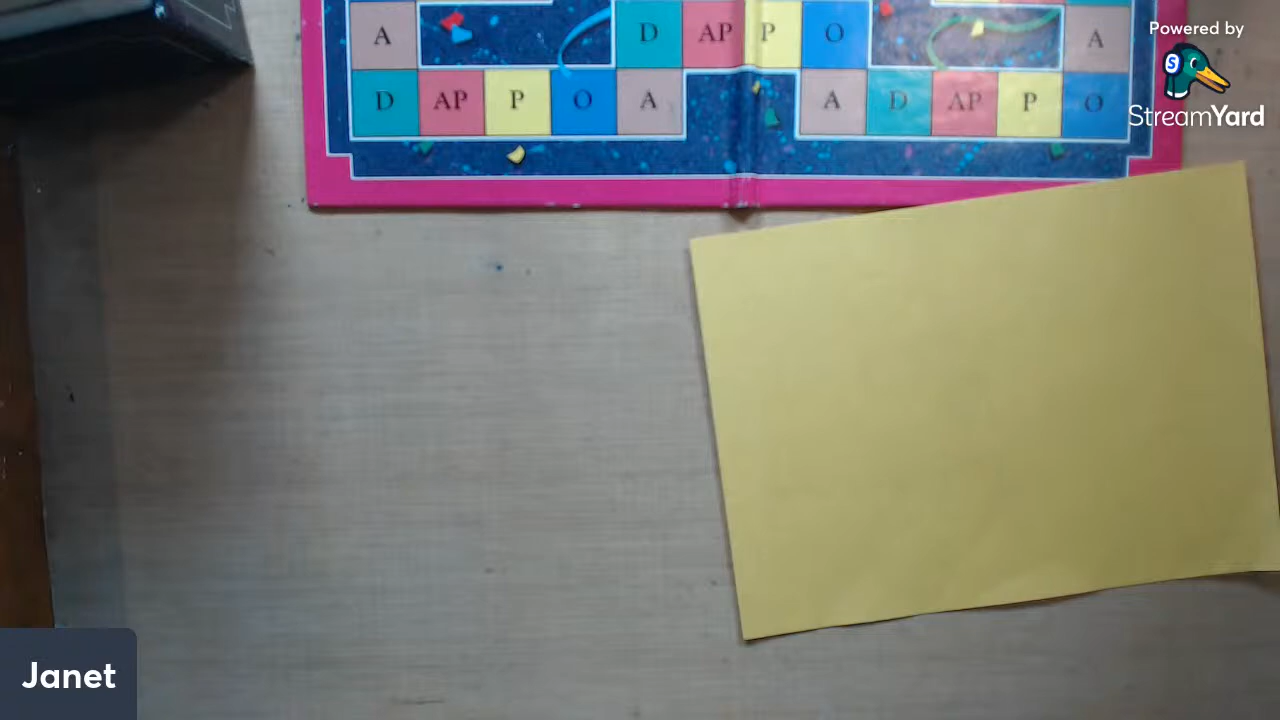 A D AP P O A
D AP P O A A D AP P O
Powered by
StreamYard
Janet